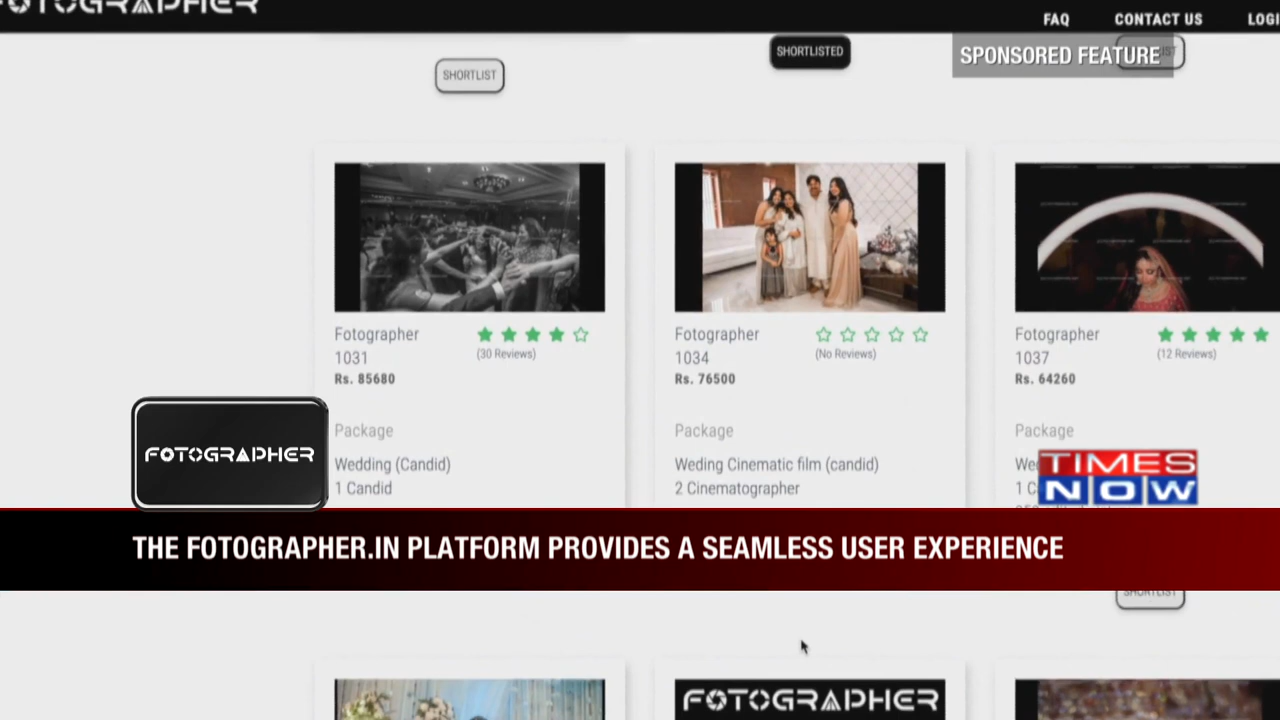 FOTOGRAPHER
FAQ
CONTACT US
SHORTLIST
SHORTLISTED
SPONSORED FEATURE
Fotographer
1031
(30 Reviews)
Rs. 85680
Package
Wedding (Candid)
1 Candid
Fotographer
1034
(No Reviews)
Rs. 76500
Package
Weding Cinematic film (candid)
2 Cinematographer
Fotographer
1037
(12 Reviews)
Rs. 64260
Package
FOTOGRAPHER
TIMES
NOW
THE FOTOGRAPHER.IN PLATFORM PROVIDES A SEAMLESS USER EXPERIENCE
SHORTLIST
FOTOGRAPHER